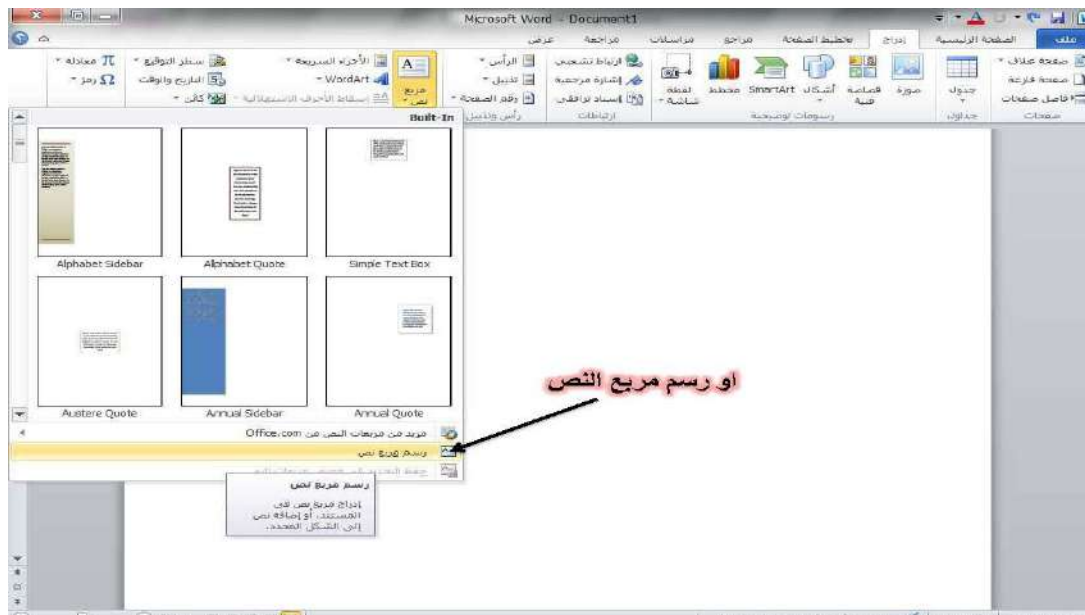 Microsoft Word - Document1
ملف
الصفحة الرئيسية
إدراج
تخطيط الصفحة
مراجع
مراسلات
مراجعة
عرض
صفحة غلاف
صفحة فارغة
فاصل صفحات
صفحات
جدول
جداول
صورة
قصاصة فنية
أشكال
SmartArt
مخطط
لقطة شاشة
رسومات توضيحية
ارتباط تشعبي
إشارة مرجعية
إسناد ترافقي
ارتباطات
الرأس
تذييل
رقم الصفحة
رأس وتذييل
مربع نص
الأجزاء السريعة
WordArt
إسقاط الأحرف الاستهلالية
سطر التوقيع
التاريخ والوقت
كائن
معادلة
رمز
Built-In
Simple Text Box
Alphabet Quote
Alphabet Sidebar
Annual Quote
Annual Sidebar
Austere Quote
مزيد من مربعات النص من Office.com
رسم مربع نص
رسم مربع نص
إدراج مربع نص في
المستند، أو إضافة نص
إلى الشكل المحدد.
او رسم مربع النص